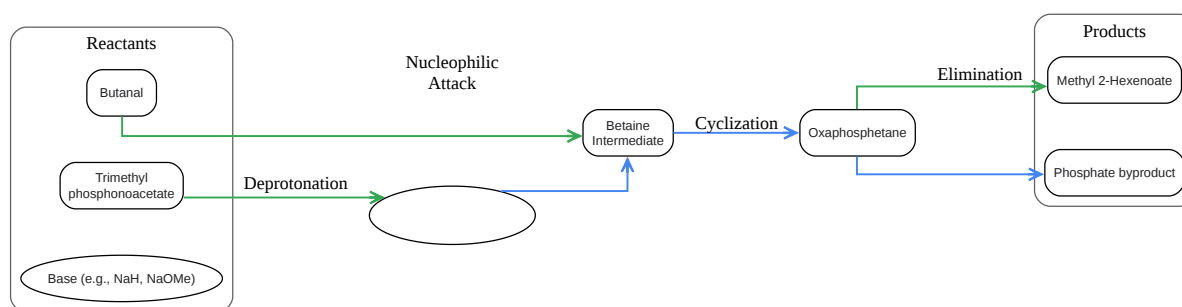 Reactants
Butanal
Trimethyl
phosphonoacetate
Base (e.g., NaH, NaOMe)
Deprotonation
Nucleophilic
Attack
Betaine
Intermediate
Cyclization
Oxaphosphetane
Elimination
Products
Methyl 2-Hexenoate
Phosphate byproduct